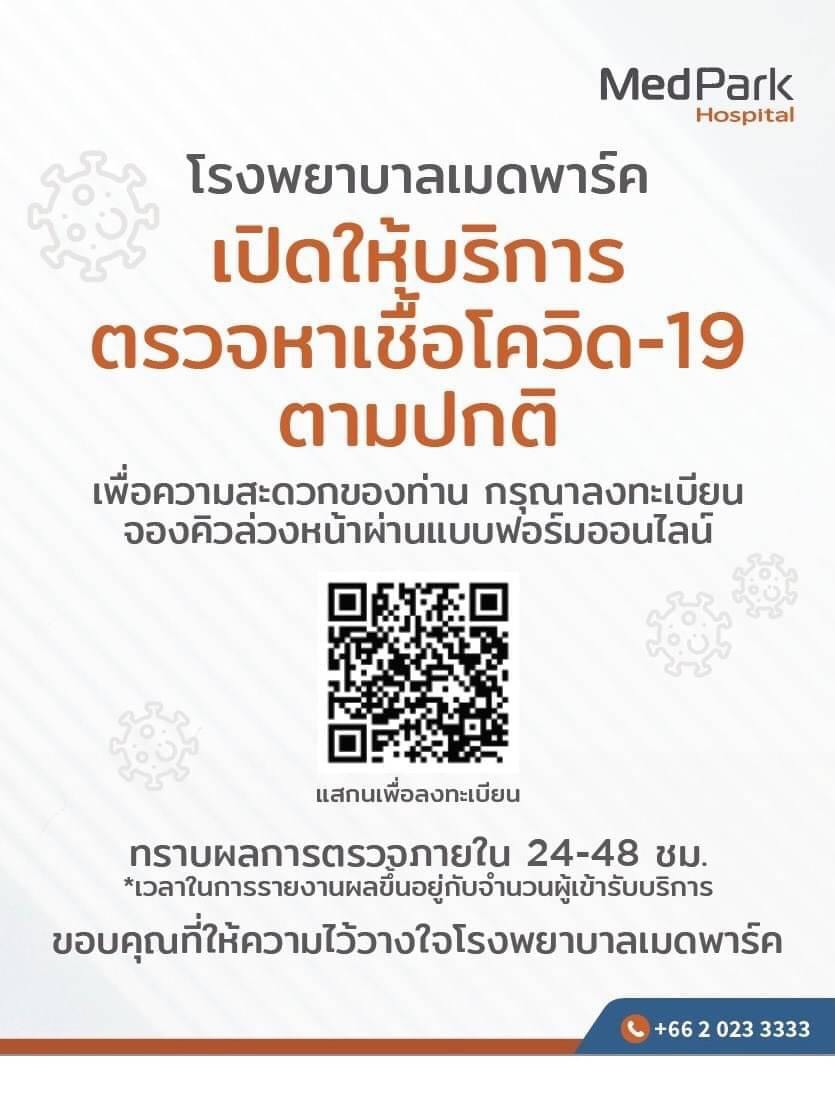 MedPark
Hospital
โรงพยาบาลเมดพาร์ค
เปิดให้บริการ
ตรวจหาเชื้อโควิด-19
ตามปกติ
เพื่อความสะดวกของท่าน กรุณาลงทะเบียน
จองคิวล่วงหน้าผ่านแบบฟอร์มออนไลน์
แสกนเพื่อลงทะเบียน
ทราบผลการตรวจภายใน 24-48 ชม.
*เวลาในการรายงานผลขึ้นอยู่กับจำนวนผู้เข้ารับบริการ
ขอบคุณที่ให้ความไว้วางใจโรงพยาบาลเมดพาร์ค
+66 2 023 3333